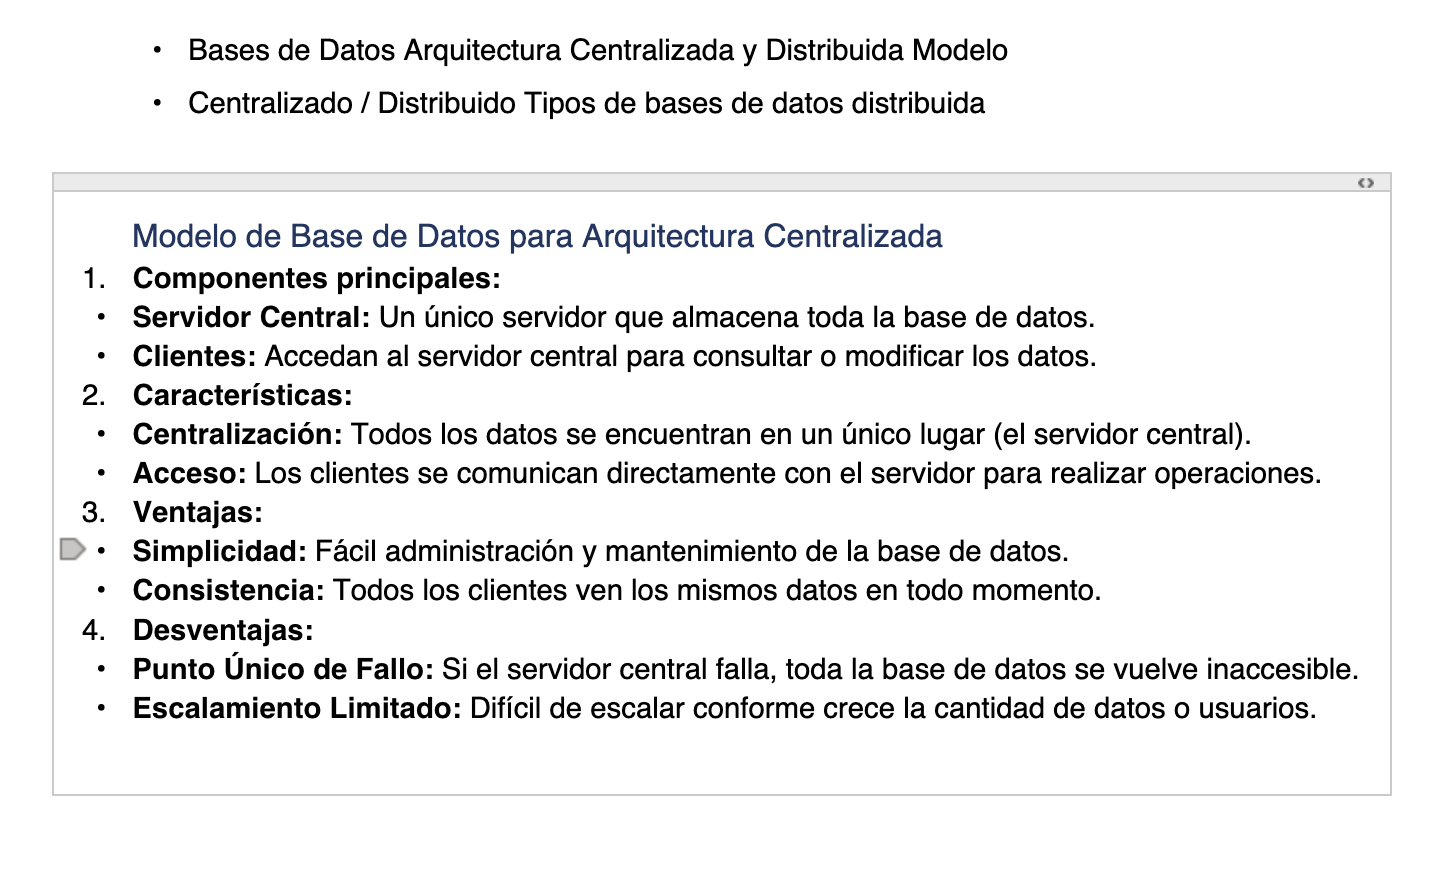 • Bases de Datos Arquitectura Centralizada y Distribuida Modelo
• Centralizado / Distribuido Tipos de bases de datos distribuida
Modelo de Base de Datos para Arquitectura Centralizada
1. Componentes principales:
• Servidor Central: Un único servidor que almacena toda la base de datos.
• Clientes: Accedan al servidor central para consultar o modificar los datos.
2. Características:
• Centralización: Todos los datos se encuentran en un único lugar (el servidor central).
• Acceso: Los clientes se comunican directamente con el servidor para realizar operaciones.
3. Ventajas:
• Simplicidad: Fácil administración y mantenimiento de la base de datos.
• Consistencia: Todos los clientes ven los mismos datos en todo momento.
4. Desventajas:
• Punto Único de Fallo: Si el servidor central falla, toda la base de datos se vuelve inaccesible.
• Escalamiento Limitado: Difícil de escalar conforme crece la cantidad de datos o usuarios.